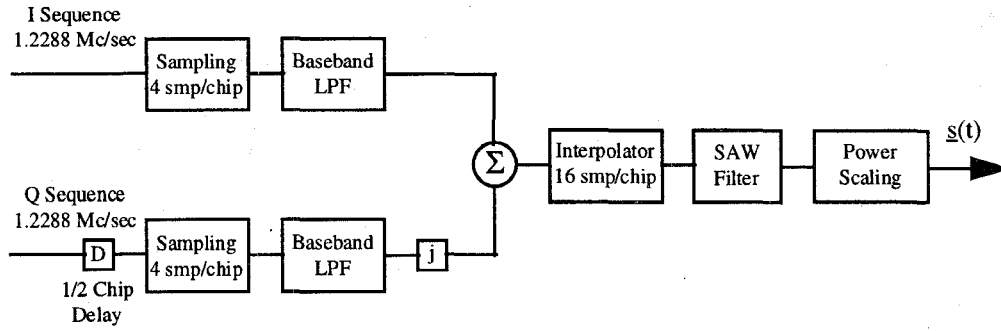 I Sequence
1.2288 Mc/sec
Sampling
4 smp/chip
Baseband
LPF
Σ
Interpolator
16 smp/chip
SAW
Filter
Power
Scaling
s(t)
Q Sequence
1.2288 Mc/sec
D
1/2 Chip
Delay
Sampling
4 smp/chip
Baseband
LPF
j